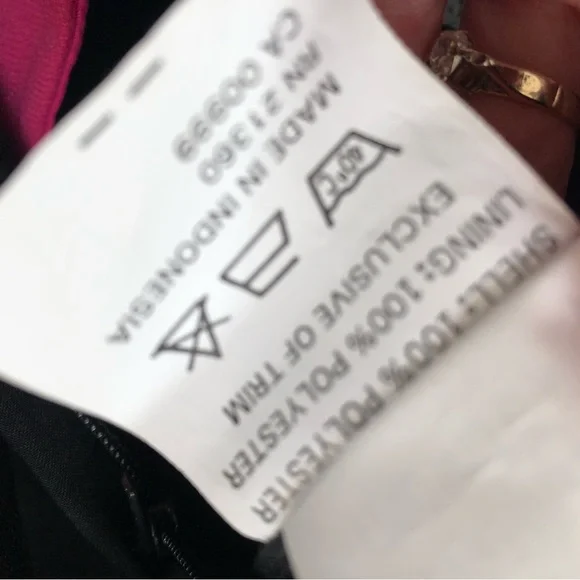 SHELL: 100% POLYESTER
LINING: 100% POLYESTER
EXCLUSIVE OF TRIM
40°C
MADE IN INDONESIA
RN 21360
CA 00999